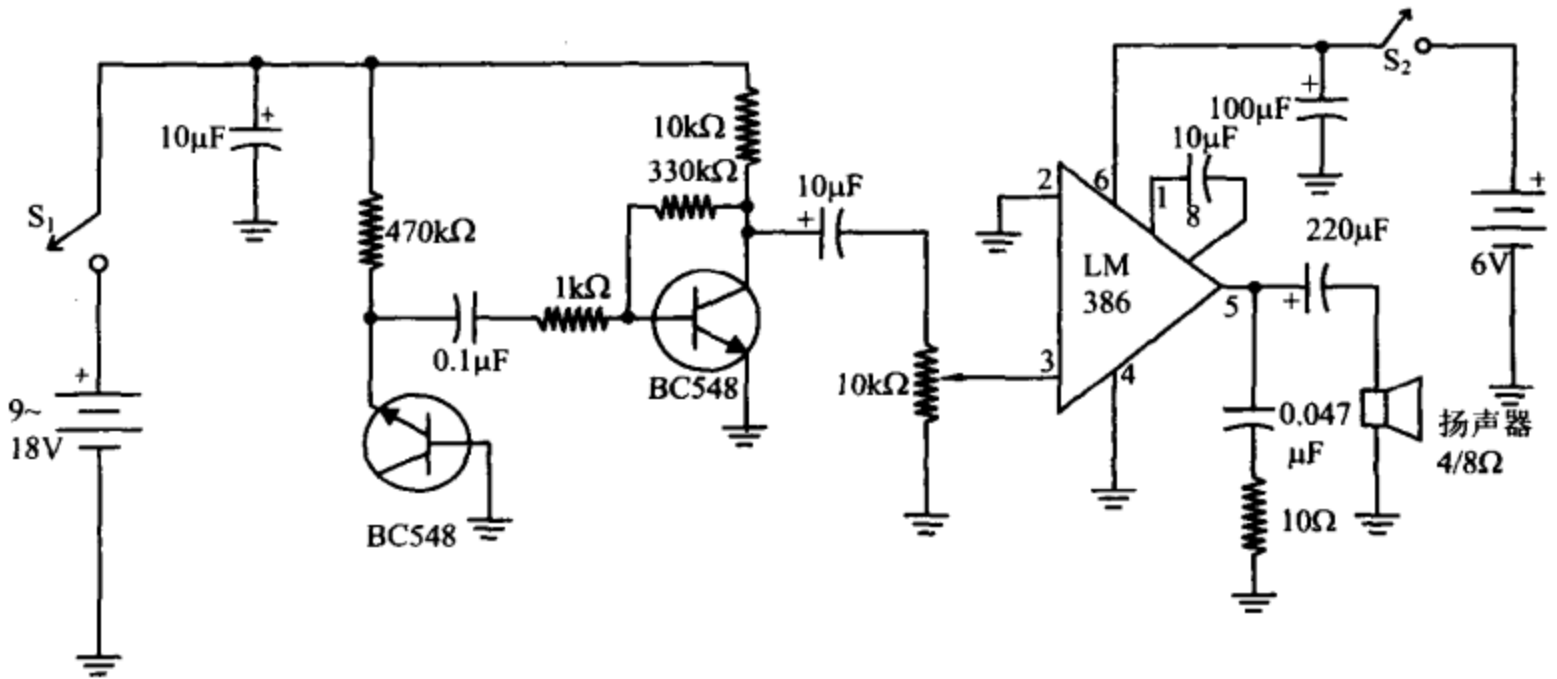 S₁
+
9~
18V
10μF
+
470kΩ
BC548
0.1μF
1kΩ
10kΩ
330kΩ
BC548
10μF
+
10kΩ
2
3
6
4
1
8
5
LM
386
10μF
100μF
+
S₂
220μF
+
0.047
μF
10Ω
扬声器
4/8Ω
+
6V